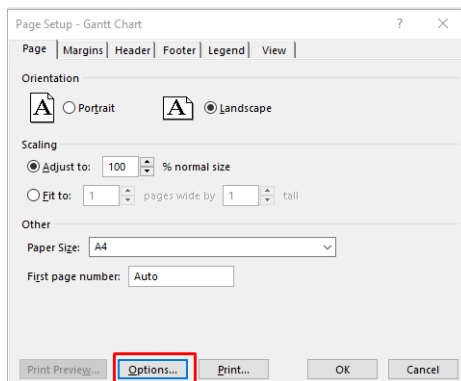 Page Setup - Gantt Chart ? ×
Page Margins Header Footer Legend View
Orientation
A Portrait A Landscape
Scaling
Adjust to: 100 % normal size
Fit to: 1 pages wide by 1 tall
Other
Paper Size: A4
First page number: Auto
Print Preview... Options... Print... OK Cancel